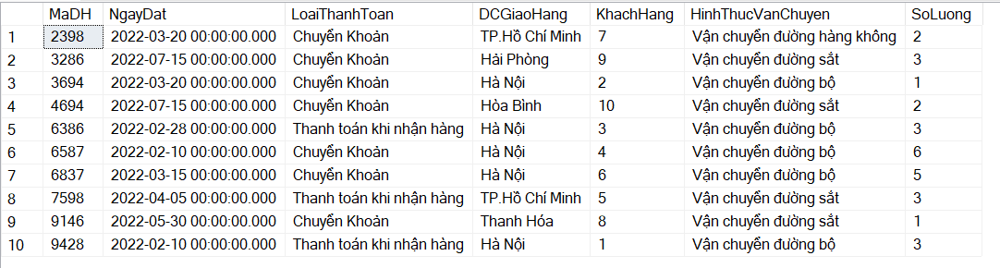 MaDH NgayDat LoaiThanhToan DCGiaoHang KhachHang HinhThucVanChuyen SoLuong
1 2398 2022-03-20 00:00:00.000 Chuyển Khoản TP.Hồ Chí Minh 7 Vận chuyển đường hàng không 2
2 3286 2022-07-15 00:00:00.000 Chuyển Khoản Hải Phòng 9 Vận chuyển đường sắt 3
3 3694 2022-03-20 00:00:00.000 Chuyển Khoản Hà Nội 2 Vận chuyển đường bộ 1
4 4694 2022-07-15 00:00:00.000 Chuyển Khoản Hòa Bình 10 Vận chuyển đường sắt 2
5 6386 2022-02-28 00:00:00.000 Thanh toán khi nhận hàng Hà Nội 3 Vận chuyển đường bộ 3
6 6587 2022-02-10 00:00:00.000 Chuyển Khoản Hà Nội 4 Vận chuyển đường bộ 6
7 6837 2022-03-15 00:00:00.000 Chuyển Khoản Hà Nội 6 Vận chuyển đường bộ 5
8 7598 2022-04-05 00:00:00.000 Thanh toán khi nhận hàng TP.Hồ Chí Minh 5 Vận chuyển đường sắt 3
9 9146 2022-05-30 00:00:00.000 Chuyển Khoản Thanh Hóa 8 Vận chuyển đường sắt 1
10 9428 2022-02-10 00:00:00.000 Thanh toán khi nhận hàng Hà Nội 1 Vận chuyển đường bộ 3